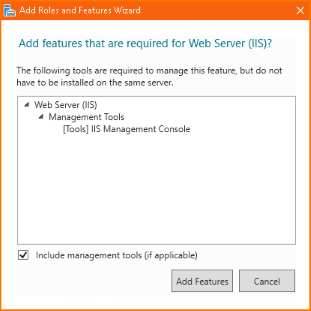 Add Roles and Features Wizard
Add features that are required for Web Server (IIS)?
The following tools are required to manage this feature, but do not
have to be installed on the same server.
Web Server (IIS)
Management Tools
[Tools] IIS Management Console
Include management tools (if applicable)
Add Features
Cancel